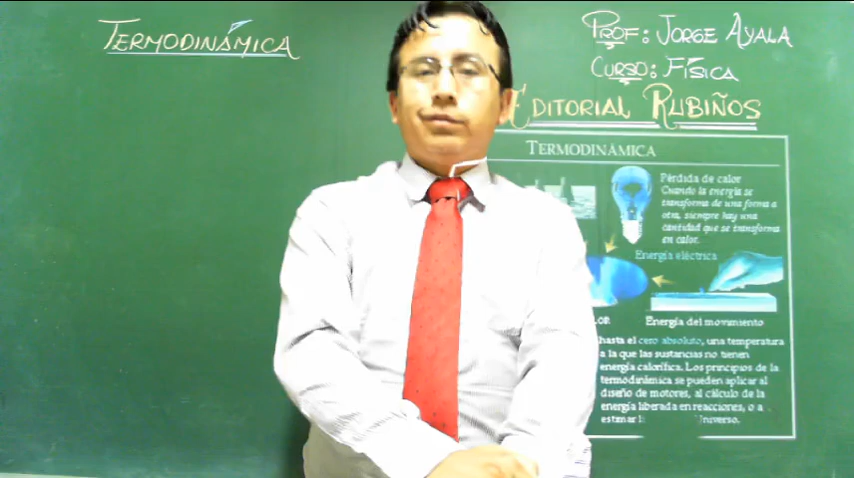 TERMODINÁMICA
PROF: JORGE AYALA
CURSO: FÍSICA
EDITORIAL RUBIÑOS
TERMODINÁMICA
Pérdida de calor
Cuando la energía se
transforma de una forma a
otra, siempre hay una
cantidad que se transforma
en calor.
Energía eléctrica
Energía del movimiento
hasta el cero absoluto, una temperatura
a la que las sustancias no tienen
energía calorífica. Los principios de la
termodinámica se pueden aplicar al
diseño de motores, al cálculo de la
energía liberada en reacciones, o a
estimar